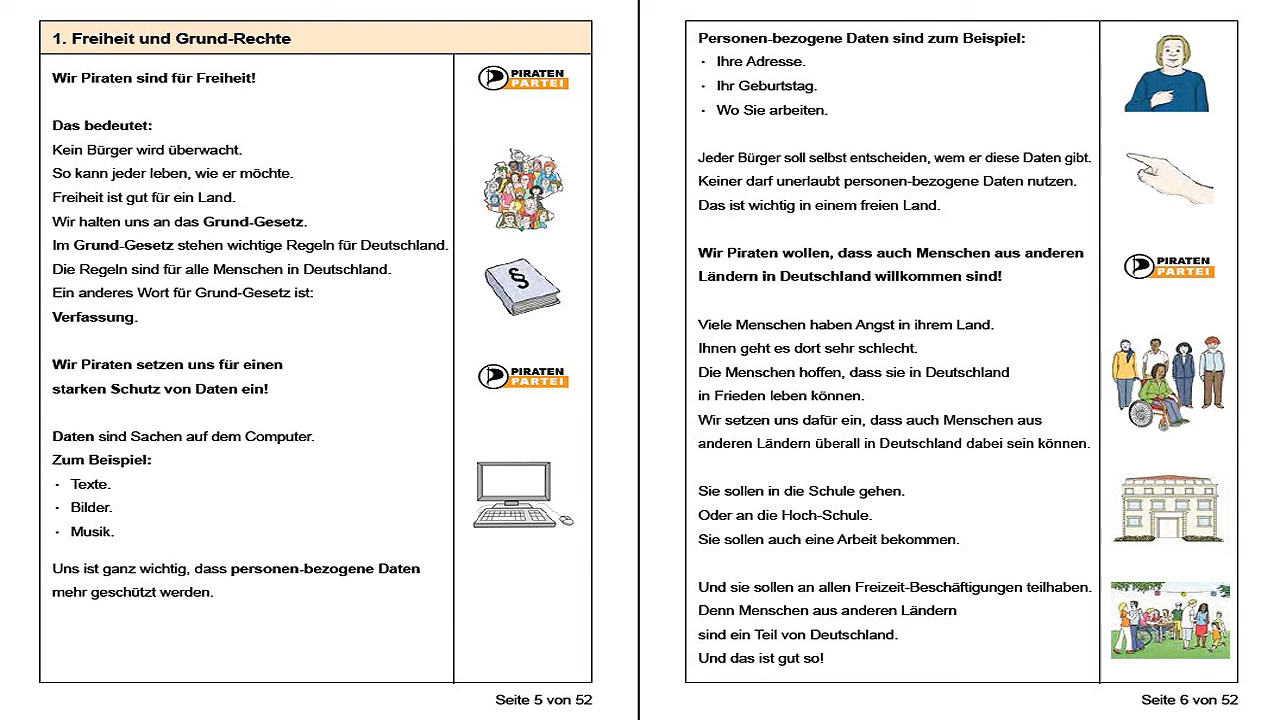 1. Freiheit und Grund-Rechte
Wir Piraten sind für Freiheit!
PIRATEN
PARTEI
Das bedeutet:
Kein Bürger wird überwacht.
So kann jeder leben, wie er möchte.
Freiheit ist gut für ein Land.
Wir halten uns an das Grund-Gesetz.
Im Grund-Gesetz stehen wichtige Regeln für Deutschland.
Die Regeln sind für alle Menschen in Deutschland.
Ein anderes Wort für Grund-Gesetz ist:
Verfassung.
§
Wir Piraten setzen uns für einen
starken Schutz von Daten ein!
PIRATEN
PARTEI
Daten sind Sachen auf dem Computer.
Zum Beispiel:
· Texte.
· Bilder.
· Musik.
Uns ist ganz wichtig, dass personen-bezogene Daten
mehr geschützt werden.
Seite 5 von 52
Personen-bezogene Daten sind zum Beispiel:
· Ihre Adresse.
· Ihr Geburtstag.
· Wo Sie arbeiten.
Jeder Bürger soll selbst entscheiden, wem er diese Daten gibt.
Keiner darf unerlaubt personen-bezogene Daten nutzen.
Das ist wichtig in einem freien Land.
Wir Piraten wollen, dass auch Menschen aus anderen
Ländern in Deutschland willkommen sind!
PIRATEN
PARTEI
Viele Menschen haben Angst in ihrem Land.
Ihnen geht es dort sehr schlecht.
Die Menschen hoffen, dass sie in Deutschland
in Frieden leben können.
Wir setzen uns dafür ein, dass auch Menschen aus
anderen Ländern überall in Deutschland dabei sein können.
Sie sollen in die Schule gehen.
Oder an die Hoch-Schule.
Sie sollen auch eine Arbeit bekommen.
Und sie sollen an allen Freizeit-Beschäftigungen teilhaben.
Denn Menschen aus anderen Ländern
sind ein Teil von Deutschland.
Und das ist gut so!
Seite 6 von 52